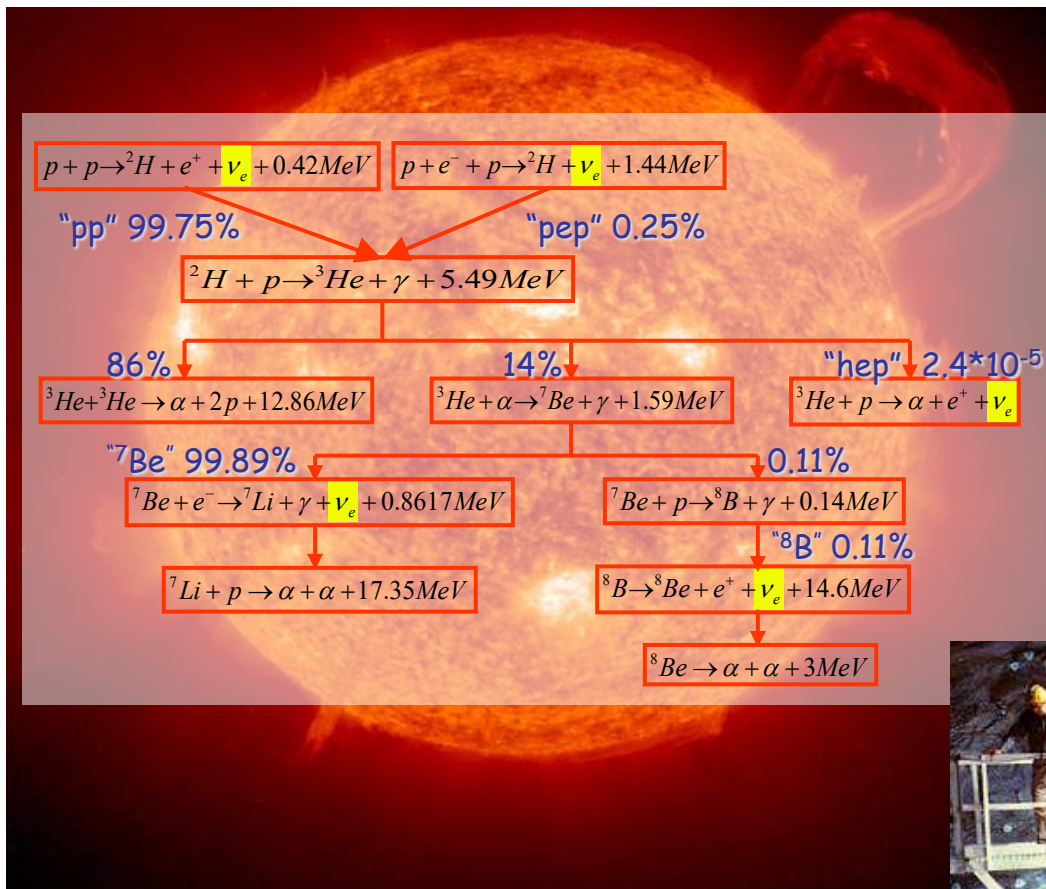 p + p → ²H + e⁺ + νₑ + 0.42MeV
p + e⁻ + p → ²H + νₑ + 1.44MeV
"pp" 99.75%
"pep" 0.25%
²H + p → ³He + γ + 5.49MeV
86%
14%
"hep" 2.4*10⁻⁵
³He+³He → α + 2p + 12.86MeV
³He + α → ⁷Be + γ + 1.59MeV
³He + p → α + e⁺ + νₑ
"⁷Be" 99.89%
0.11%
⁷Be + e⁻ → ⁷Li + γ + νₑ + 0.8617MeV
⁷Be + p → ⁸B + γ + 0.14MeV
"⁸B" 0.11%
⁷Li + p → α + α + 17.35MeV
⁸B → ⁸Be + e⁺ + νₑ + 14.6MeV
⁸Be → α + α + 3MeV